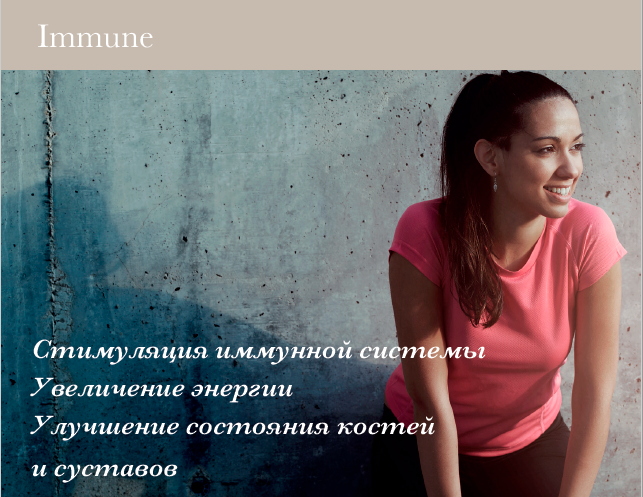 Immune
Стимуляция иммунной системы
Увеличение энергии
Улучшение состояния костей
и суставов